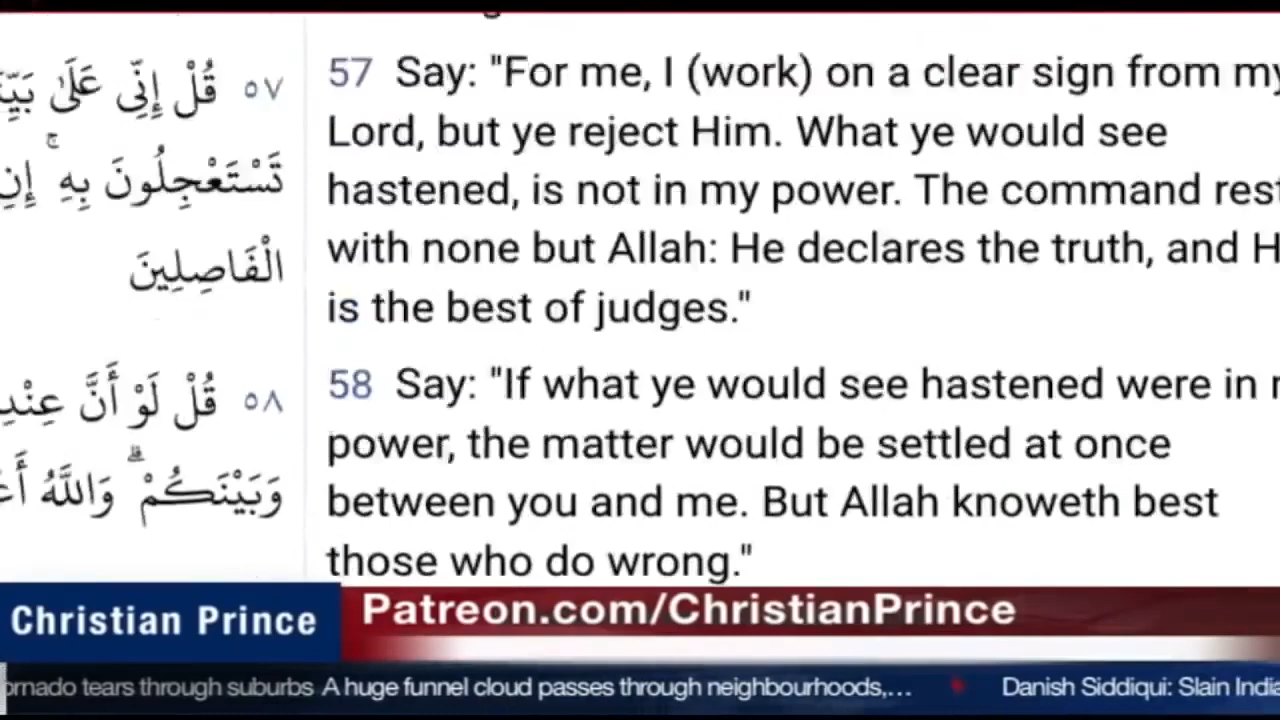 ٥٧ قُلْ إِنِّي عَلَىٰ
تَسْتَعْجِلُونَ بِهِ ۚ إِنِ
الْفَاصِلِينَ
57 Say: "For me, I (work) on a clear sign from my
Lord, but ye reject Him. What ye would see
hastened, is not in my power. The command
with none but Allah: He declares the truth, and
is the best of judges."
٥٨ قُلْ لَوْ أَنَّ
وَبَيْنَكُمْ ۗ وَاللَّهُ
58 Say: "If what ye would see hastened were in
power, the matter would be settled at once
between you and me. But Allah knoweth best
those who do wrong."
Christian Prince
Patreon.com/ChristianPrince
tears through suburbs A huge funnel cloud passes through neighbourhoods,... Danish Siddiqui: Slain